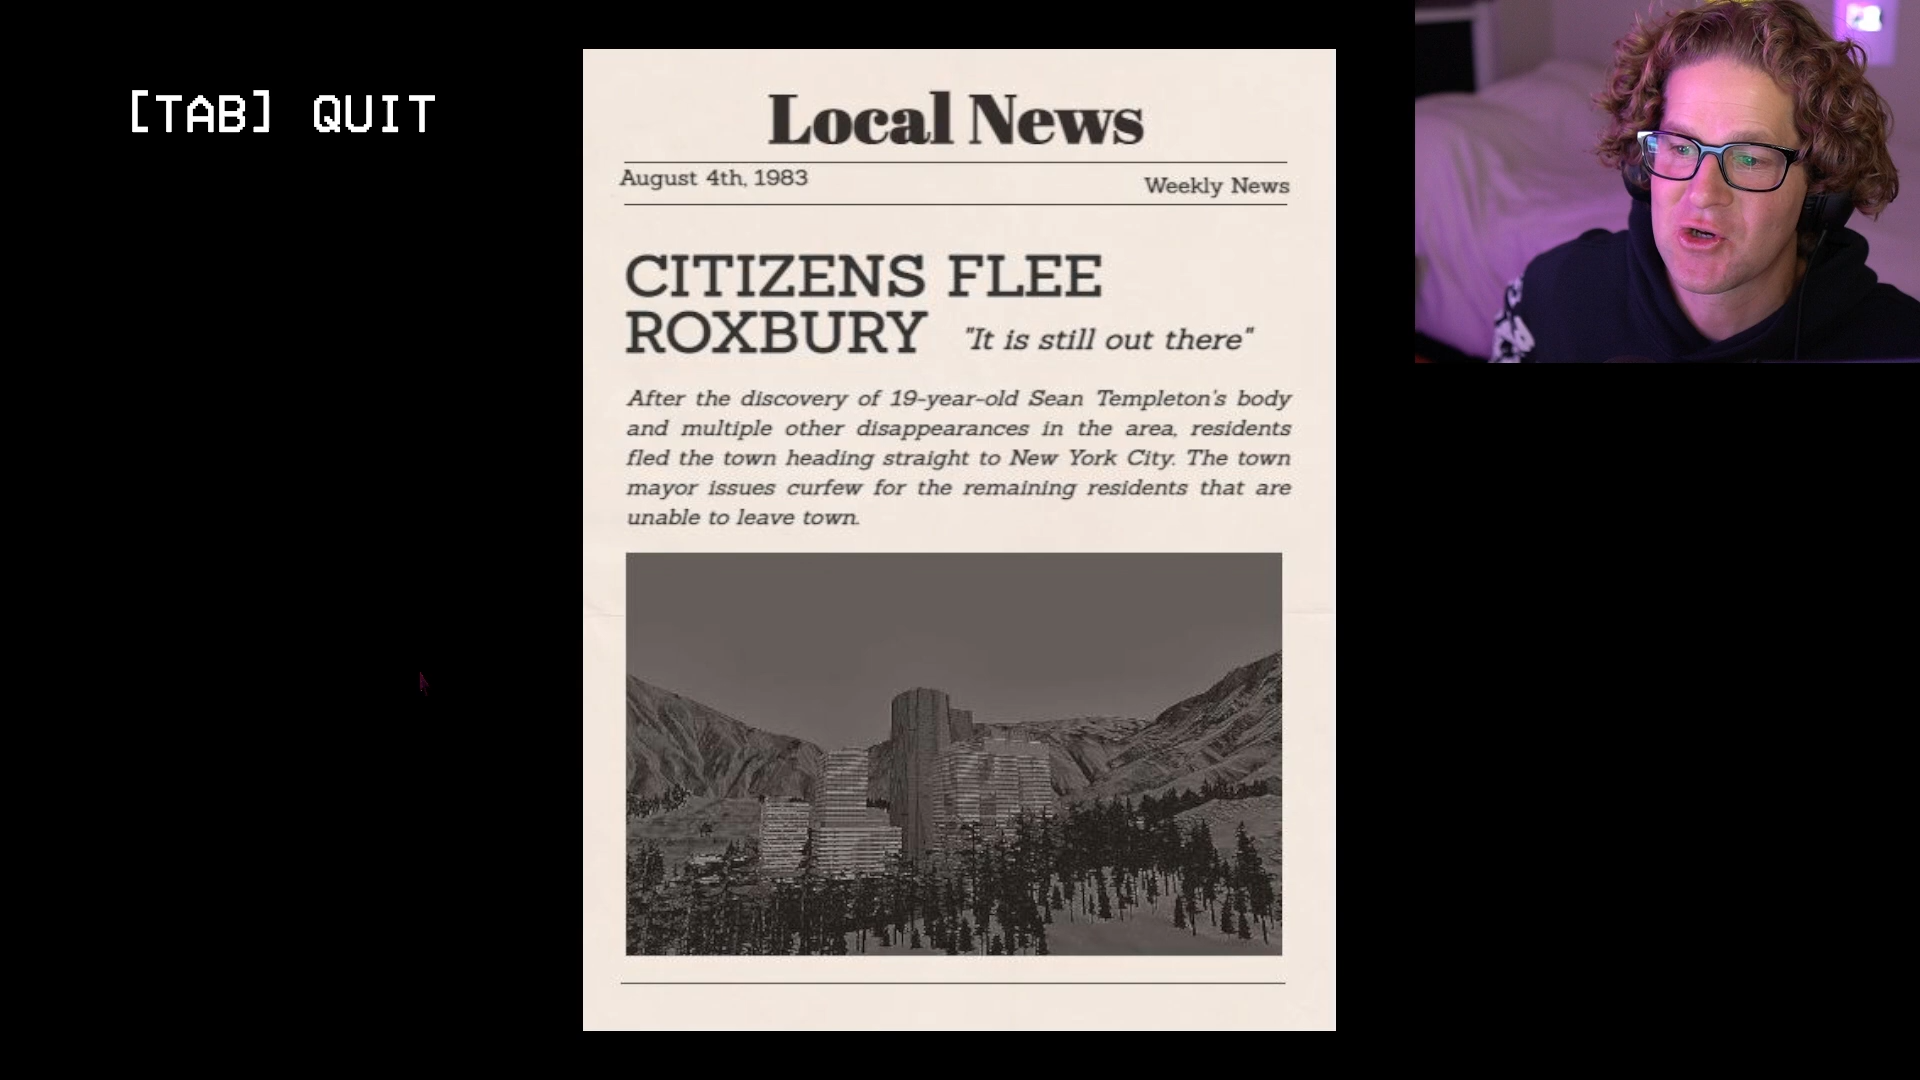 [TAB] QUIT
Local News
August 4th, 1983
Weekly News
CITIZENS FLEE
ROXBURY "It is still out there"
After the discovery of 19-year-old Sean Templeton's body
and multiple other disappearances in the area, residents
fled the town heading straight to New York City. The town
mayor issues curfew for the remaining residents that are
unable to leave town.